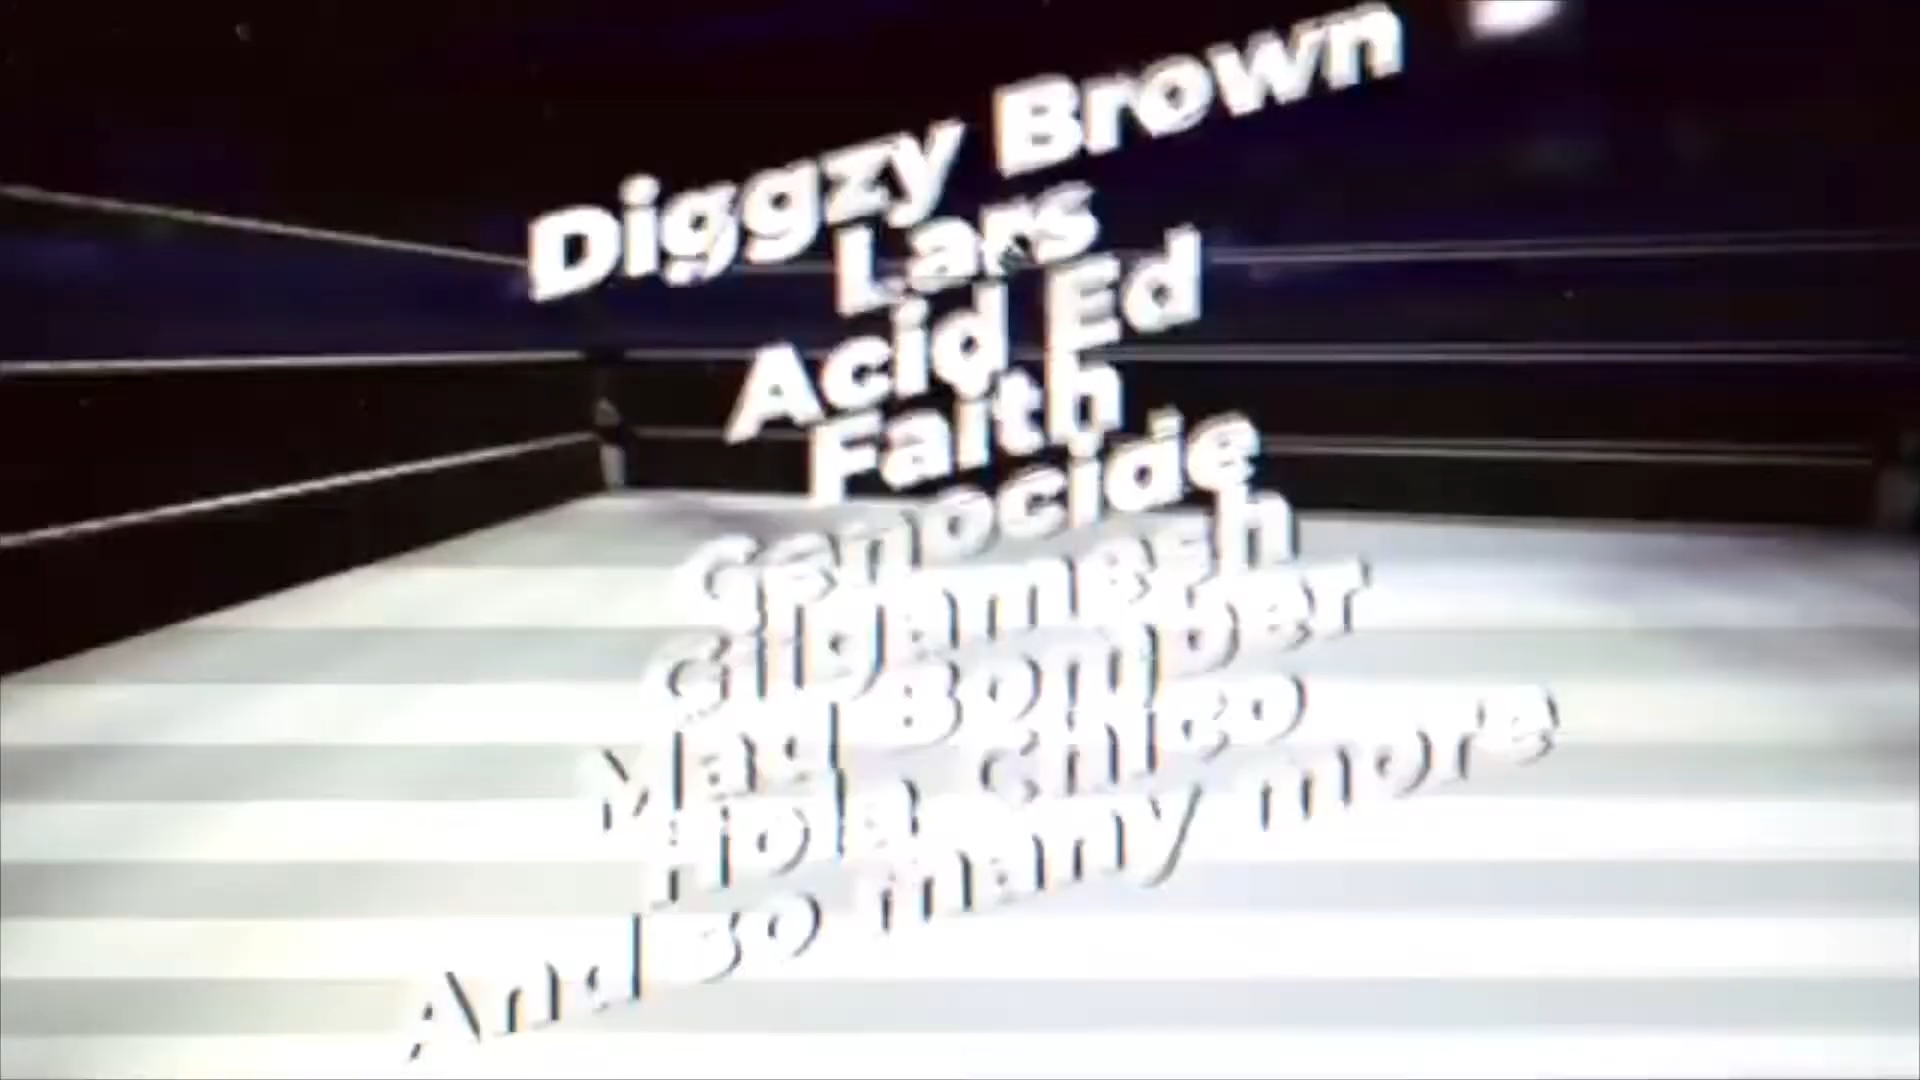 Diggzy Brown
Lars
Acid Ed
Faith
Genocide
Gilgamesh
Mad Bomber
Hola Chico
And so many more